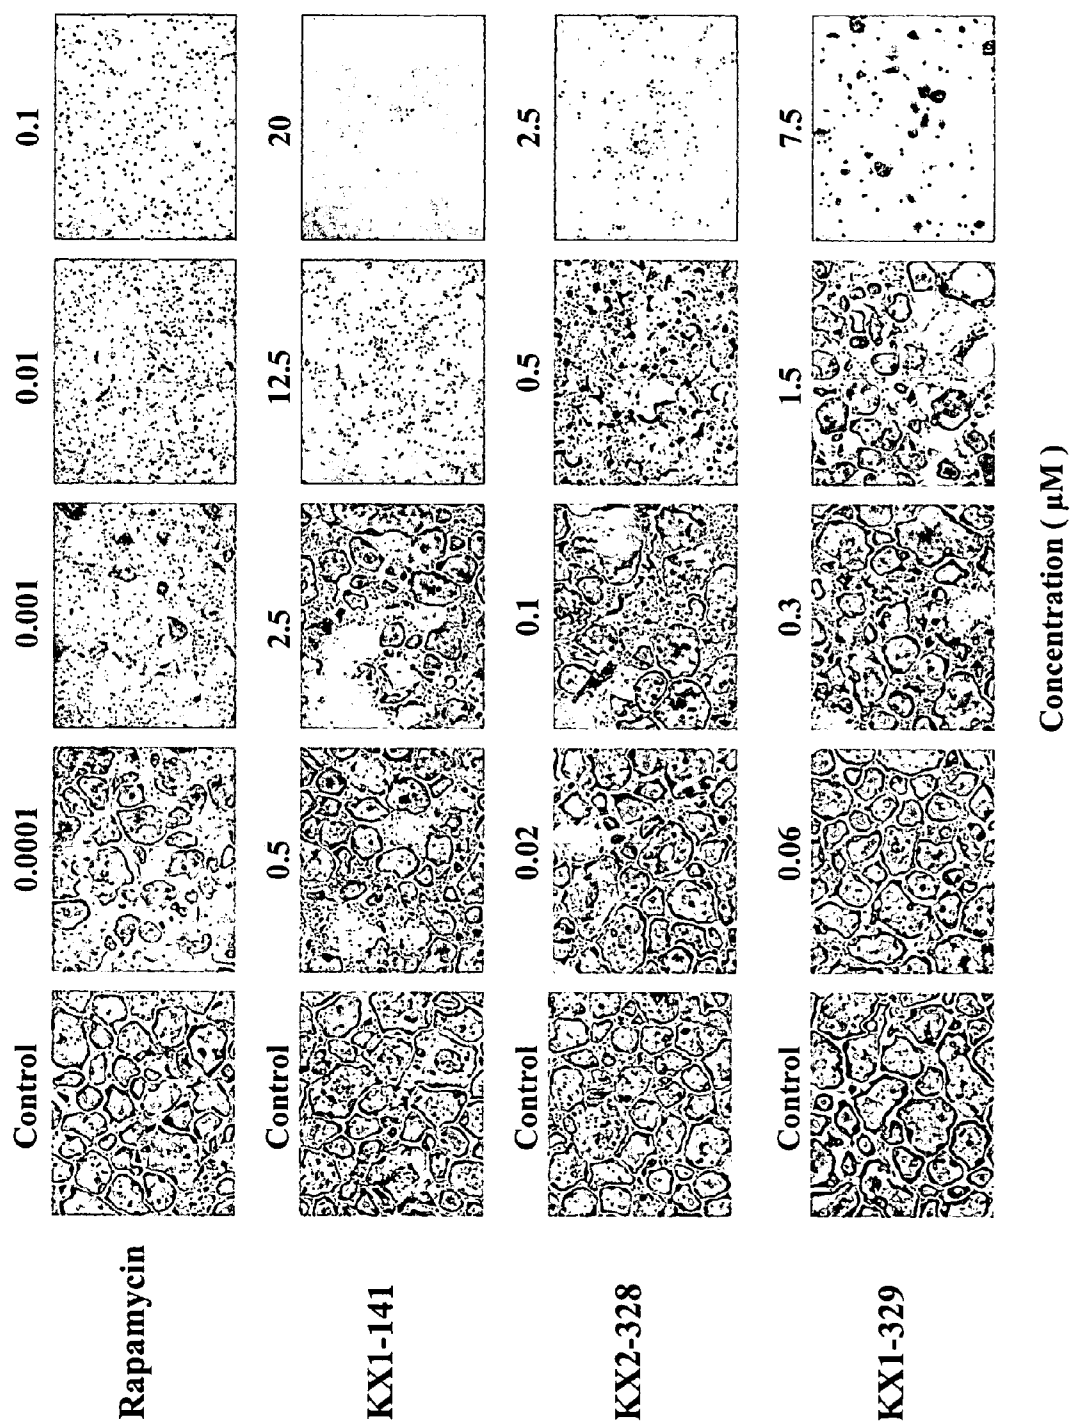 Rapamycin
Control 0.0001 0.001 0.01 0.1
KX1-141
Control 0.5 2.5 12.5 20
KX2-328
Control 0.02 0.1 0.5 2.5
KX1-329
Control 0.06 0.3 1.5 7.5
Concentration ( µM )